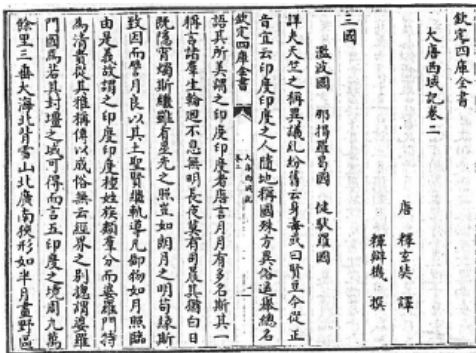 欽定四庫全書
大唐西域記卷二
唐 釋玄奘 譯
釋辯機 撰
三國
濫波國 那揭羅曷國 健馱羅國
詳夫天竺之稱異議糺紛舊云身毒或曰賢豆今從正
音宜云印度印度之人隨地稱國殊方異俗遥舉總名
語其所美謂之印度印度者唐言月月有多名斯其一
欽定四庫全書
大唐西域記
卷二
稱言諸羣生輪迴不息無明長夜莫有司晨其猶白日
既隱宵燭斯繼雖有星光之照豈如朗月之明苟緣斯
致因而譬月良以其土聖賢繼軌導凡御物如月照臨
由是義故謂之印度印度種姓族類羣分而婆羅門特
為清貴從其雅稱傳以成俗無云經界之别總謂婆羅
門國焉若其封疆之域可得而言五印度之境周九萬
餘里三垂大海北背雪山北廣南狹形如半月畫野區